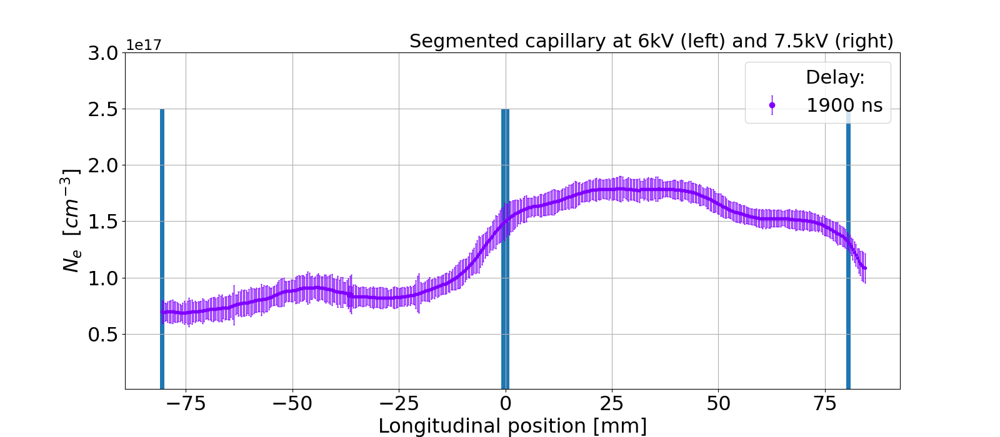 Segmented capillary at 6kV (left) and 7.5kV (right)
1e17
3.0
2.5
2.0
1.5
1.0
0.5
N_e [cm^{-3}]
Delay:
1900 ns
−75 −50 −25 0 25 50 75
Longitudinal position [mm]